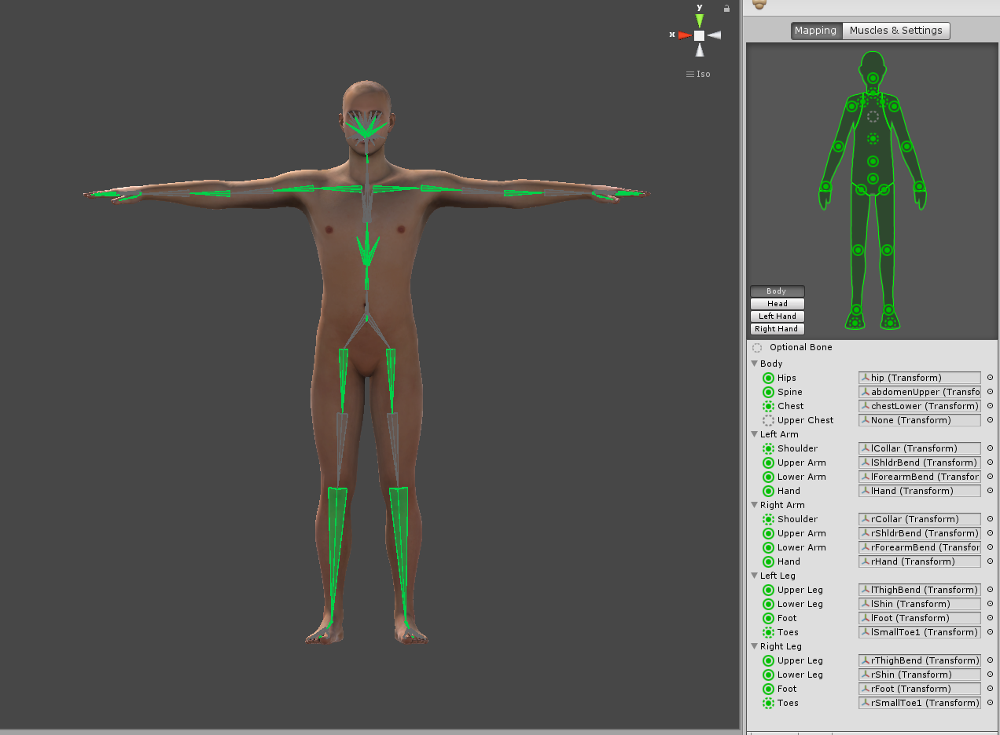 y
x
Iso
Mapping
Muscles & Settings
Body
Head
Left Hand
Right Hand
Optional Bone
Body
Hips hip (Transform)
Spine abdomenUpper (Transfo
Chest chestLower (Transform)
Upper Chest None (Transform)
Left Arm
Shoulder lCollar (Transform)
Upper Arm lShldrBend (Transform)
Lower Arm lForearmBend (Transfor
Hand lHand (Transform)
Right Arm
Shoulder rCollar (Transform)
Upper Arm rShldrBend (Transform)
Lower Arm rForearmBend (Transfor
Hand rHand (Transform)
Left Leg
Upper Leg lThighBend (Transform)
Lower Leg lShin (Transform)
Foot lFoot (Transform)
Toes lSmallToe1 (Transform)
Right Leg
Upper Leg rThighBend (Transform)
Lower Leg rShin (Transform)
Foot rFoot (Transform)
Toes rSmallToe1 (Transform)